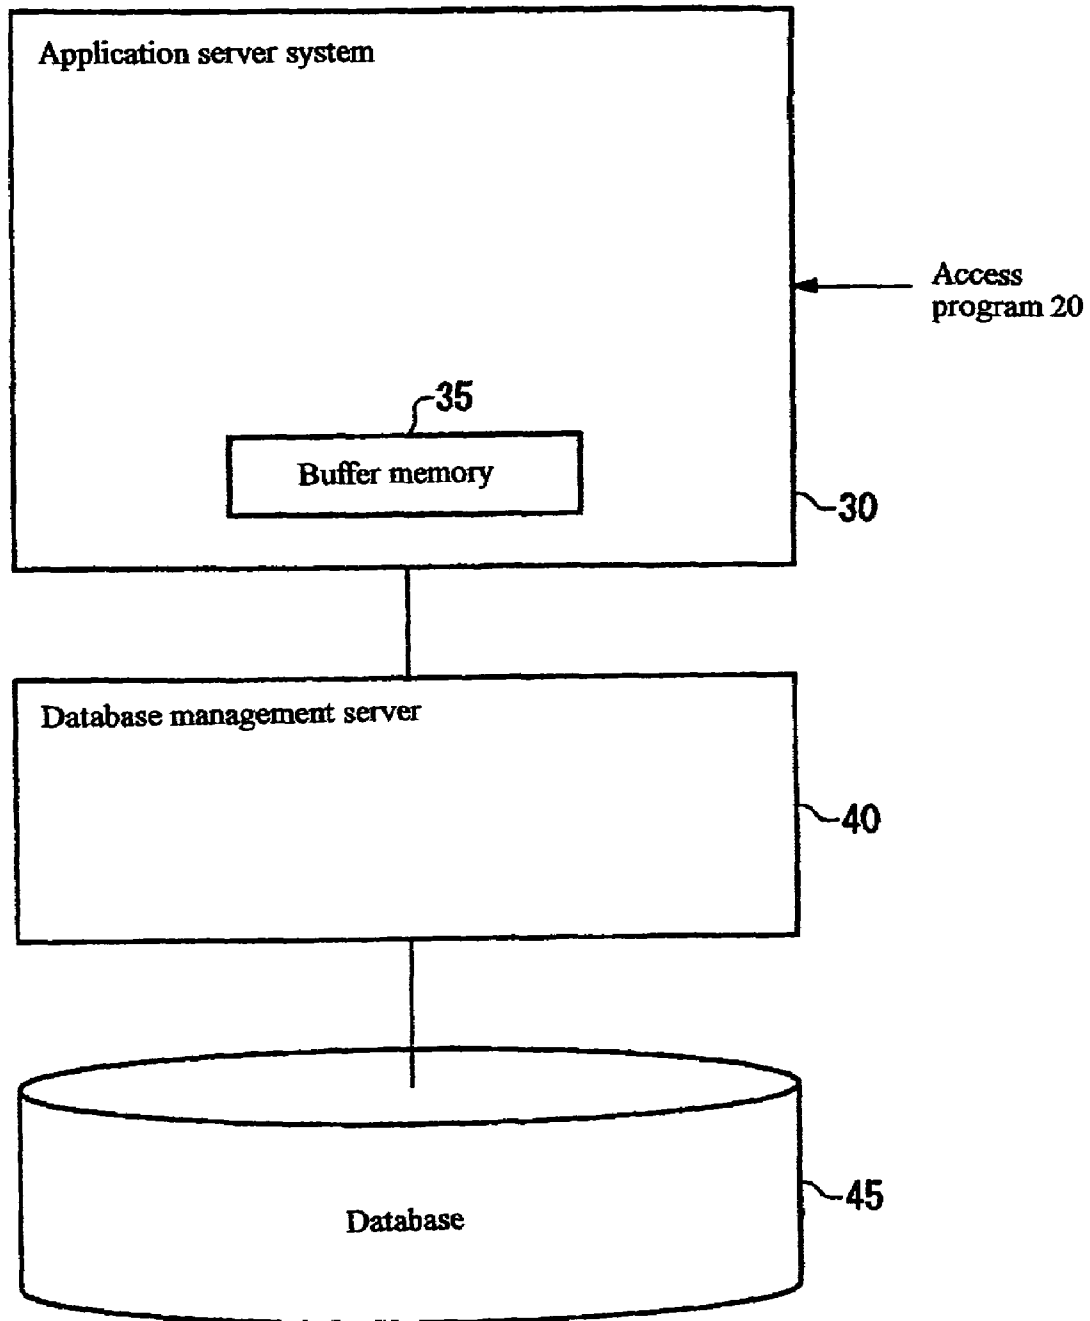 Application server system
Access
program 20
35
Buffer memory
30
Database management server
40
45
Database